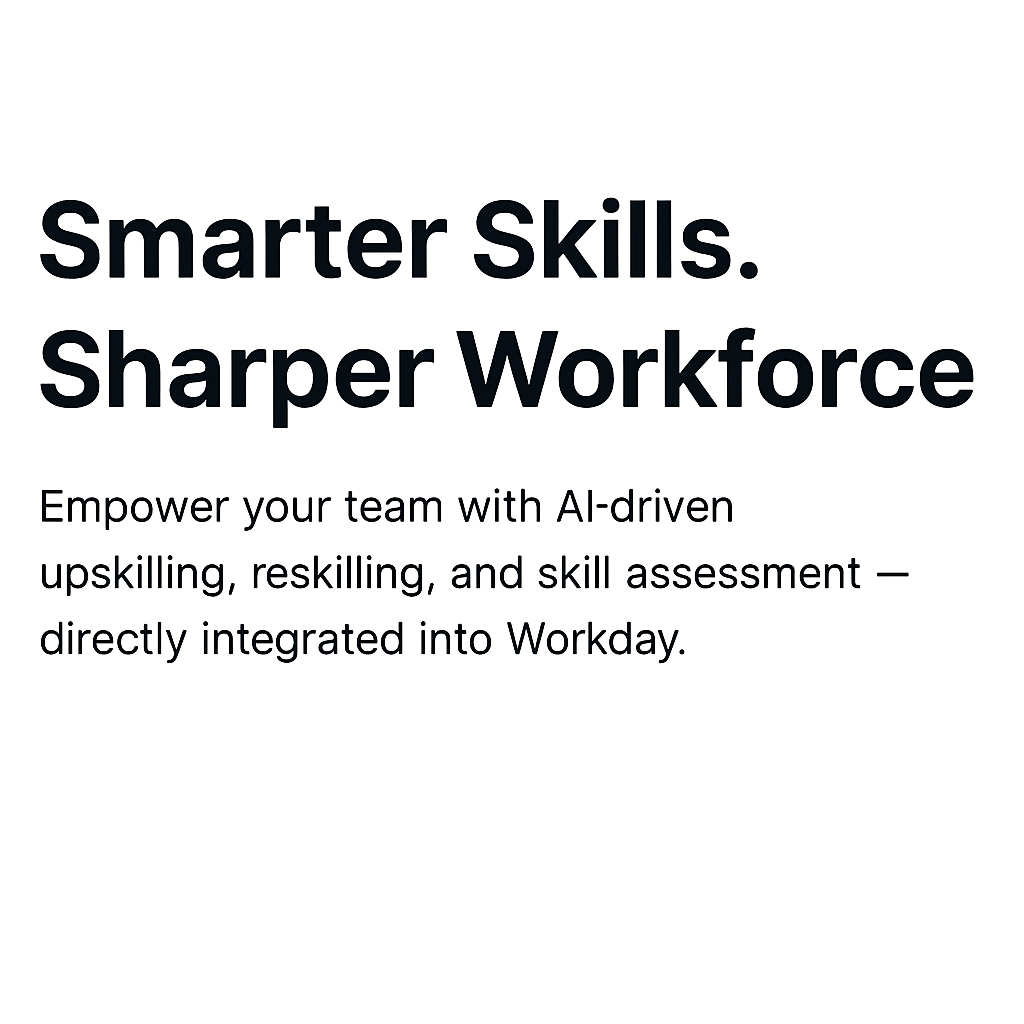 Smarter Skills.
Sharper Workforce
Empower your team with AI-driven
upskilling, reskilling, and skill assessment —
directly integrated into Workday.